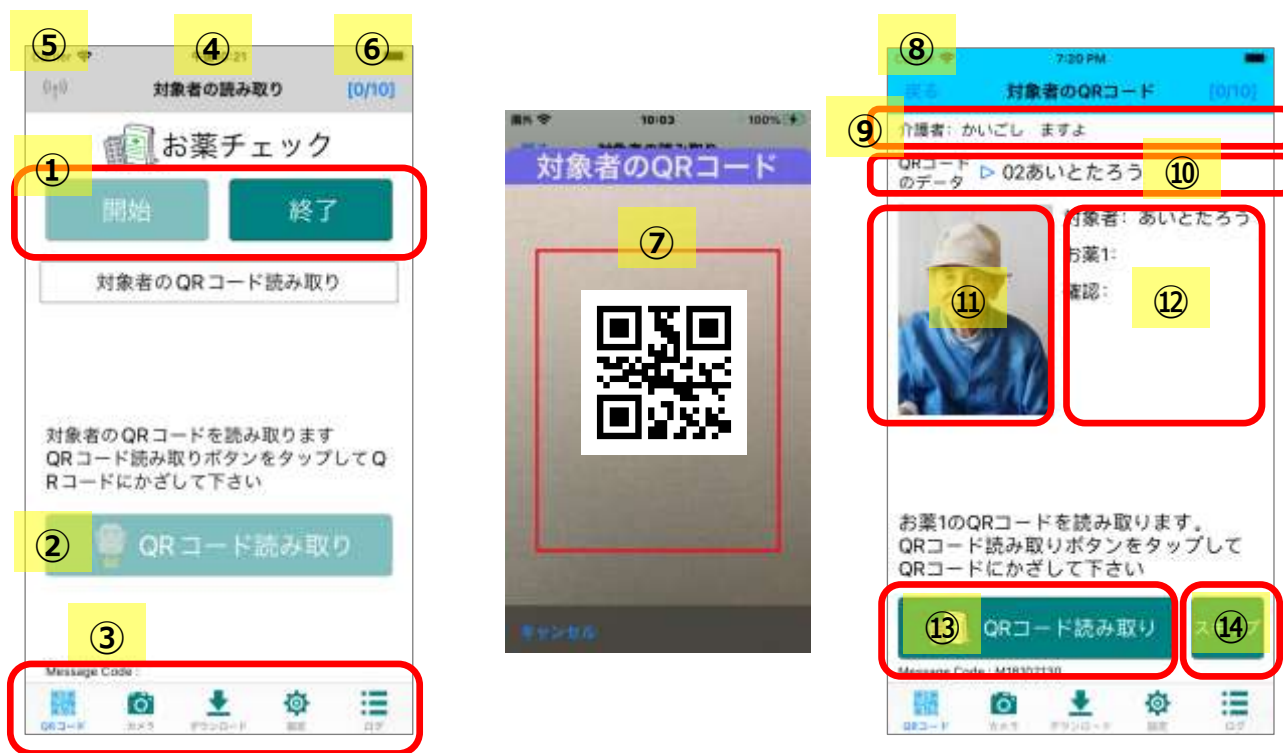 ⑤
④
⑥
対象者の読み取り
[0/10]
お薬チェック
①
開始
終了
対象者のQRコード読み取り
対象者のQRコードを読み取ります
QRコード読み取りボタンをタップしてQ
Rコードにかざして下さい
②
QRコード読み取り
③
Message Code :
QRコード
カメラ
ダウンロード
設定
ログ
圏外
10:03
100%
対象者のQRコード
⑦
キャンセル
⑧
7:20 PM
戻る
対象者のQRコード
[0/10]
⑨
介護者: かいごし ますよ
QRコード
のデータ
▷ 02あいとたろう
⑩
対象者: あいとたろう
お薬1:
確認:
⑪
⑫
お薬1のQRコードを読み取ります。
QRコード読み取りボタンをタップして
QRコードにかざして下さい
⑬
QRコード読み取り
⑭
Message Code : M18302130
QRコード
カメラ
ダウンロード
設定
ログ